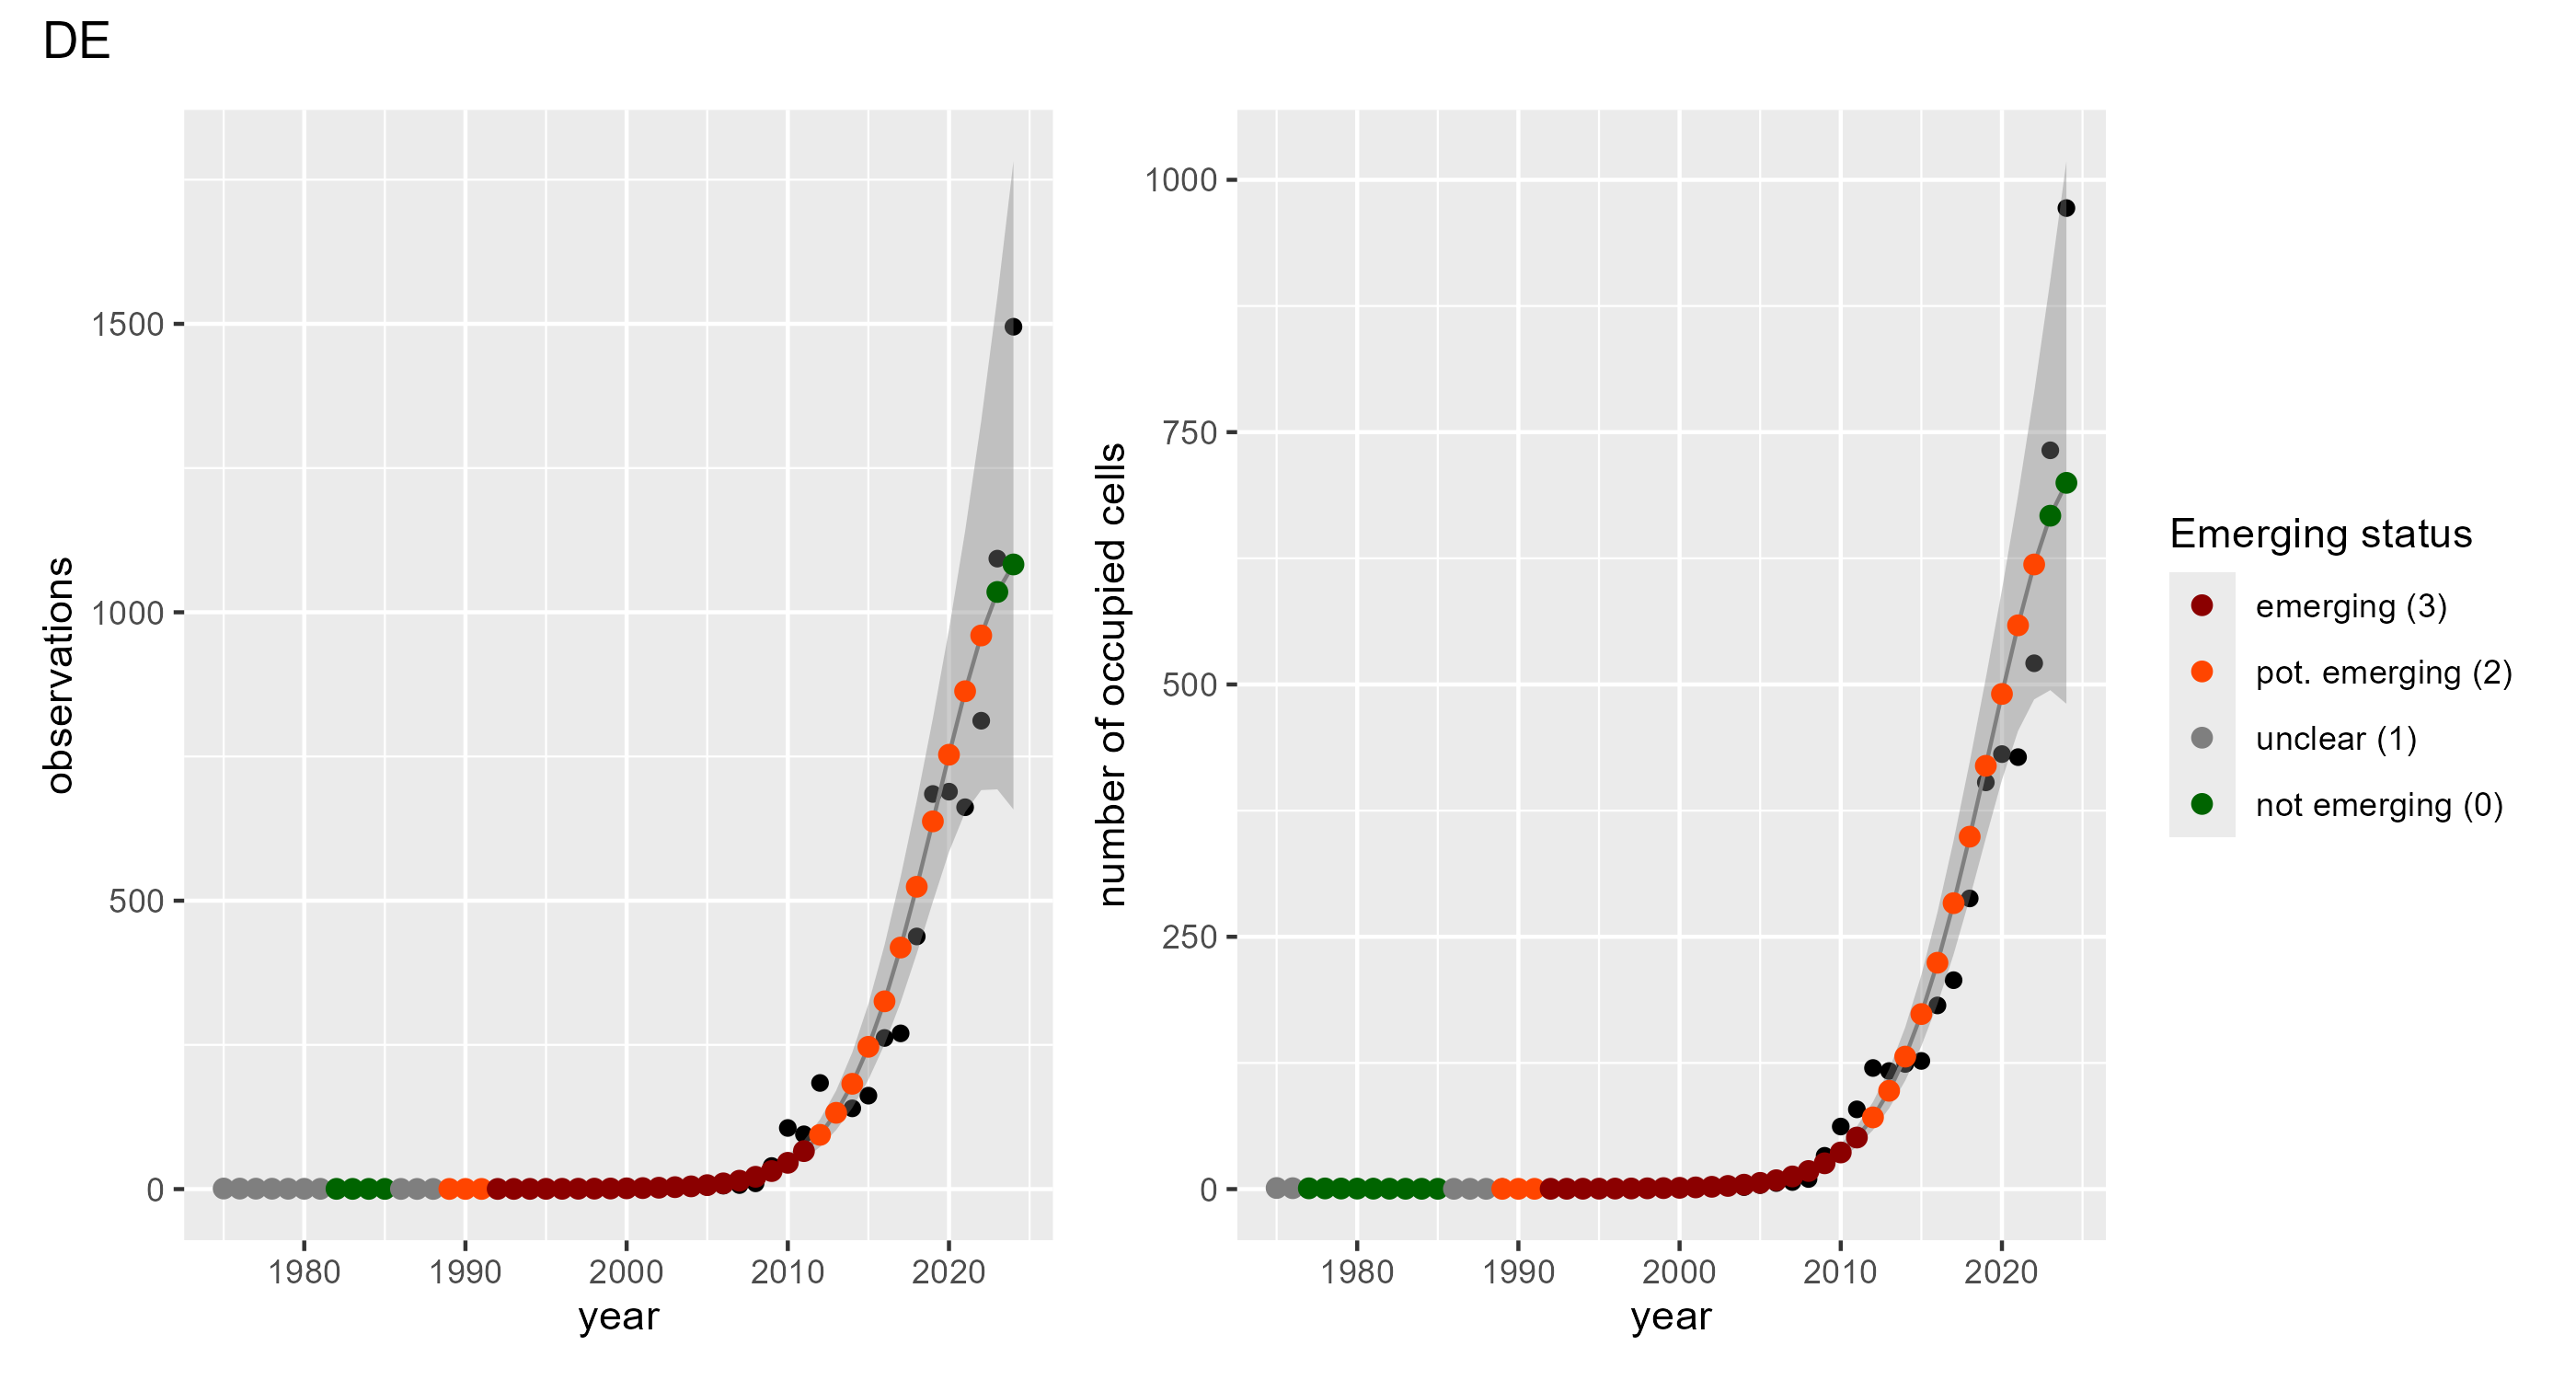 DE
observations
1500
1000
500
0
1980 1990 2000 2010 2020
year
number of occupied cells
1000
750
500
250
0
1980 1990 2000 2010 2020
year
Emerging status
emerging (3)
pot. emerging (2)
unclear (1)
not emerging (0)